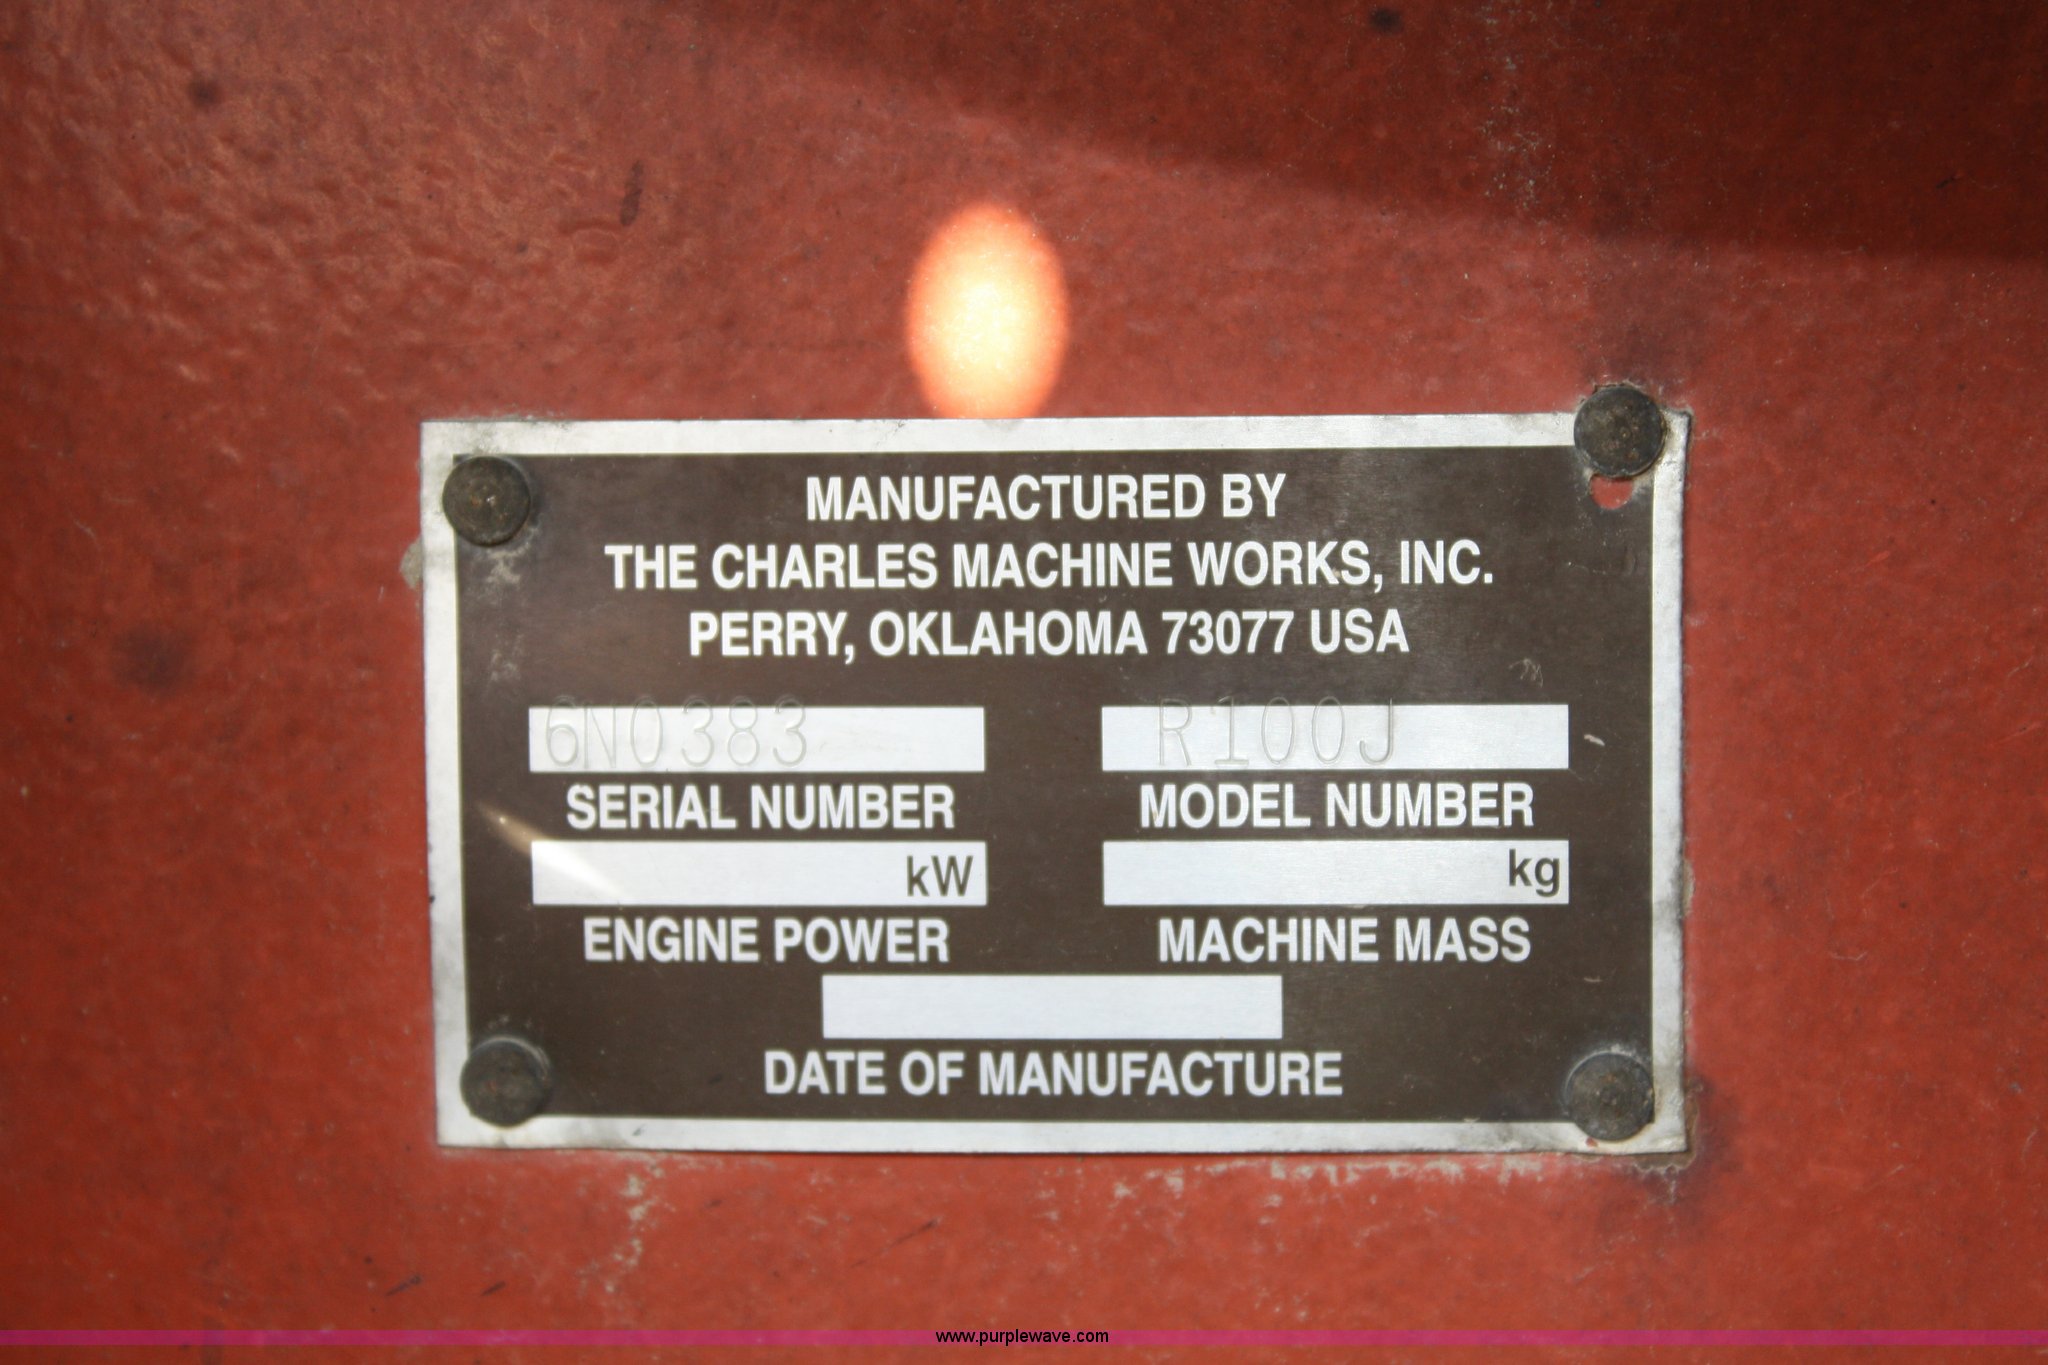 MANUFACTURED BY
THE CHARLES MACHINE WORKS, INC.
PERRY, OKLAHOMA 73077 USA
6N0383 R100J
SERIAL NUMBER MODEL NUMBER
kW kg
ENGINE POWER MACHINE MASS
DATE OF MANUFACTURE
www.purplewave.com